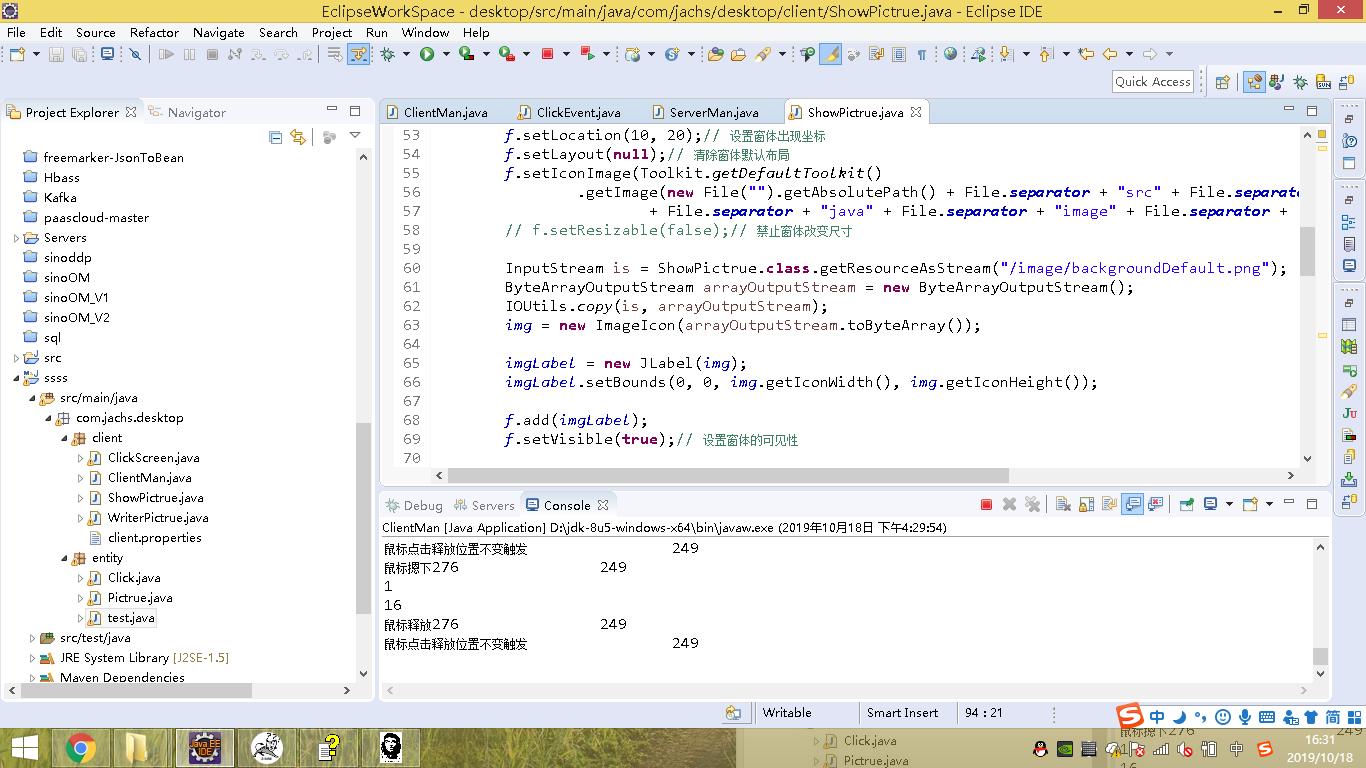 EclipseWorkSpace - desktop/src/main/java/com/jachs/desktop/client/ShowPictrue.java - Eclipse IDE
File Edit Source Refactor Navigate Search Project Run Window Help
Quick Access
Project Explorer Navigator
freemarker-JsonToBean
Hbass
Kafka
paascloud-master
Servers
sinoddp
sinoOM
sinoOM_V1
sinoOM_V2
sql
src
ssss
src/main/java
com.jachs.desktop
client
ClickScreen.java
ClientMan.java
ShowPictrue.java
WriterPictrue.java
client.properties
entity
Click.java
Pictrue.java
test.java
src/test/java
JRE System Library [J2SE-1.5]
Maven Dependencies
ClientMan.java ClickEvent.java ServerMan.java ShowPictrue.java
53 f.setLocation(10, 20);// 设置窗体出现坐标
54 f.setLayout(null);// 清除窗体默认布局
55 f.setIconImage(Toolkit.getDefaultToolkit()
56 .getImage(new File("").getAbsolutePath() + File.separator + "src" + File.separat
57 + File.separator + "java" + File.separator + "image" + File.separator +
58 // f.setResizable(false);// 禁止窗体改变尺寸
59
60 InputStream is = ShowPictrue.class.getResourceAsStream("/image/backgroundDefault.png");
61 ByteArrayOutputStream arrayOutputStream = new ByteArrayOutputStream();
62 IOUtils.copy(is, arrayOutputStream);
63 img = new ImageIcon(arrayOutputStream.toByteArray());
64
65 imgLabel = new JLabel(img);
66 imgLabel.setBounds(0, 0, img.getIconWidth(), img.getIconHeight());
67
68 f.add(imgLabel);
69 f.setVisible(true);// 设置窗体的可见性
70
Debug Servers Console
ClientMan [Java Application] D:\jdk-8u5-windows-x64\bin\javaw.exe (2019年10月18日 下午4:29:54)
鼠标点击释放位置不变触发 249
鼠标摁下276 249
1
16
鼠标释放276 249
鼠标点击释放位置不变触发 249
Writable Smart Insert 94 : 21
中 简
Java EE
IDE
Click.java
Pictrue.java
鼠标摁下276 249
16
中
16:31
2019/10/18